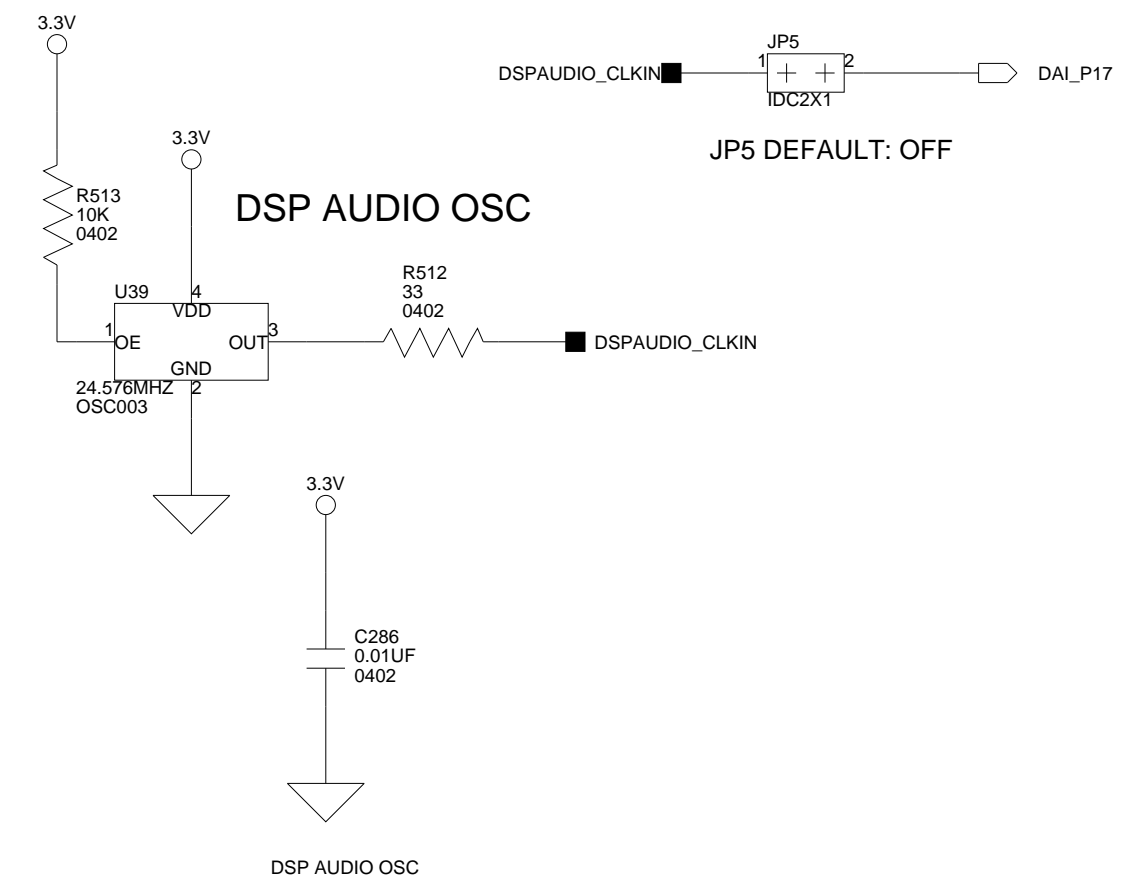 3.3V
JP5
1
2
DSPAUDIO_CLKIN
DAI_P17
IDC2X1
JP5 DEFAULT: OFF
3.3V
R513
10K
0402
DSP AUDIO OSC
R512
33
0402
U39
4
VDD
1
OE
OUT
3
DSPAUDIO_CLKIN
GND
2
24.576MHZ
OSC003
3.3V
C286
0.01UF
0402
DSP AUDIO OSC